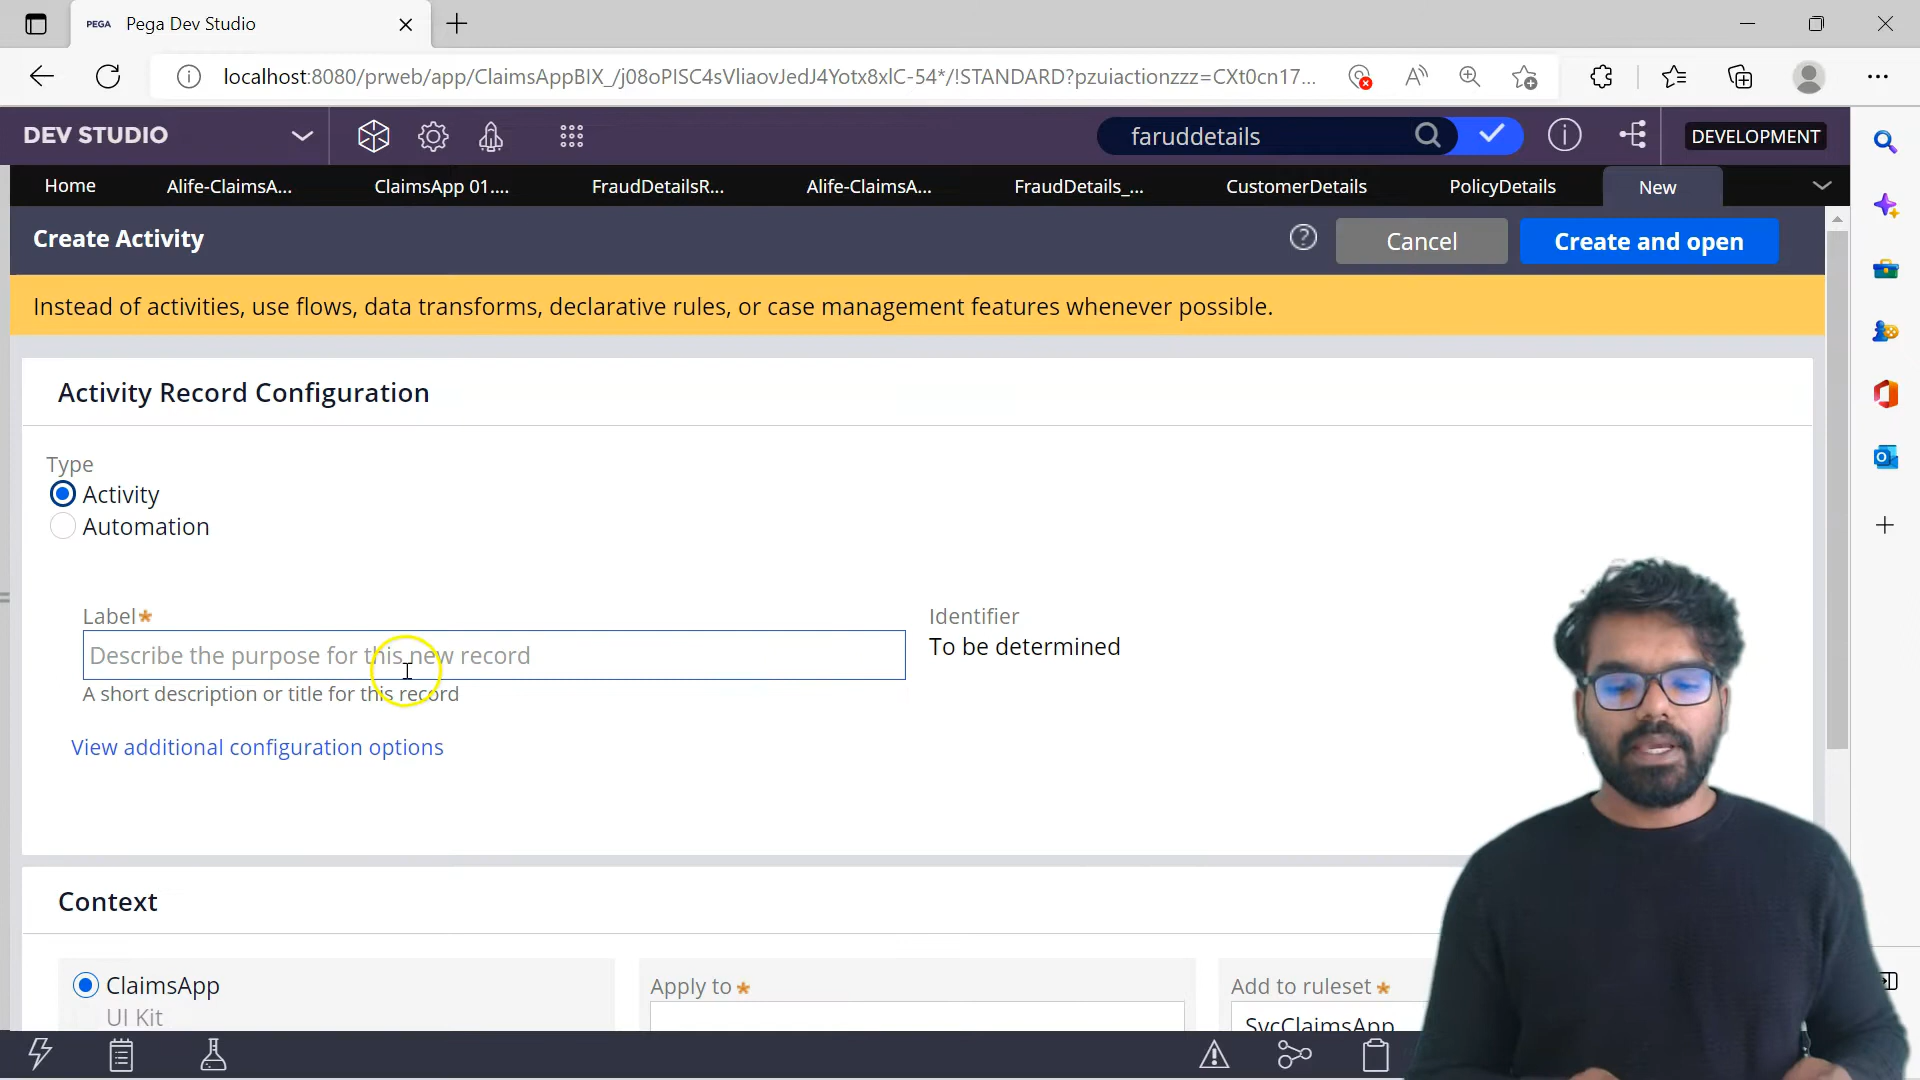 PEGA Pega Dev Studio
localhost:8080/prweb/app/ClaimsAppBIX_/j08oPISC4sVliaovJedJ4Yotx8xlC-54*/!STANDARD?pzuiactionzzz=CXt0cn17...
DEV STUDIO
faruddetails
DEVELOPMENT
Home Alife-ClaimsA... ClaimsApp 01.... FraudDetailsR... Alife-ClaimsA... FraudDetails_... CustomerDetails PolicyDetails New
Create Activity
Cancel
Create and open
Instead of activities, use flows, data transforms, declarative rules, or case management features whenever possible.
Activity Record Configuration
Type
Activity
Automation
Label*
Identifier
Describe the purpose for this new record
To be determined
A short description or title for this record
View additional configuration options
Context
ClaimsApp
UI Kit
Apply to *
Add to ruleset *
SvcClaimsApp